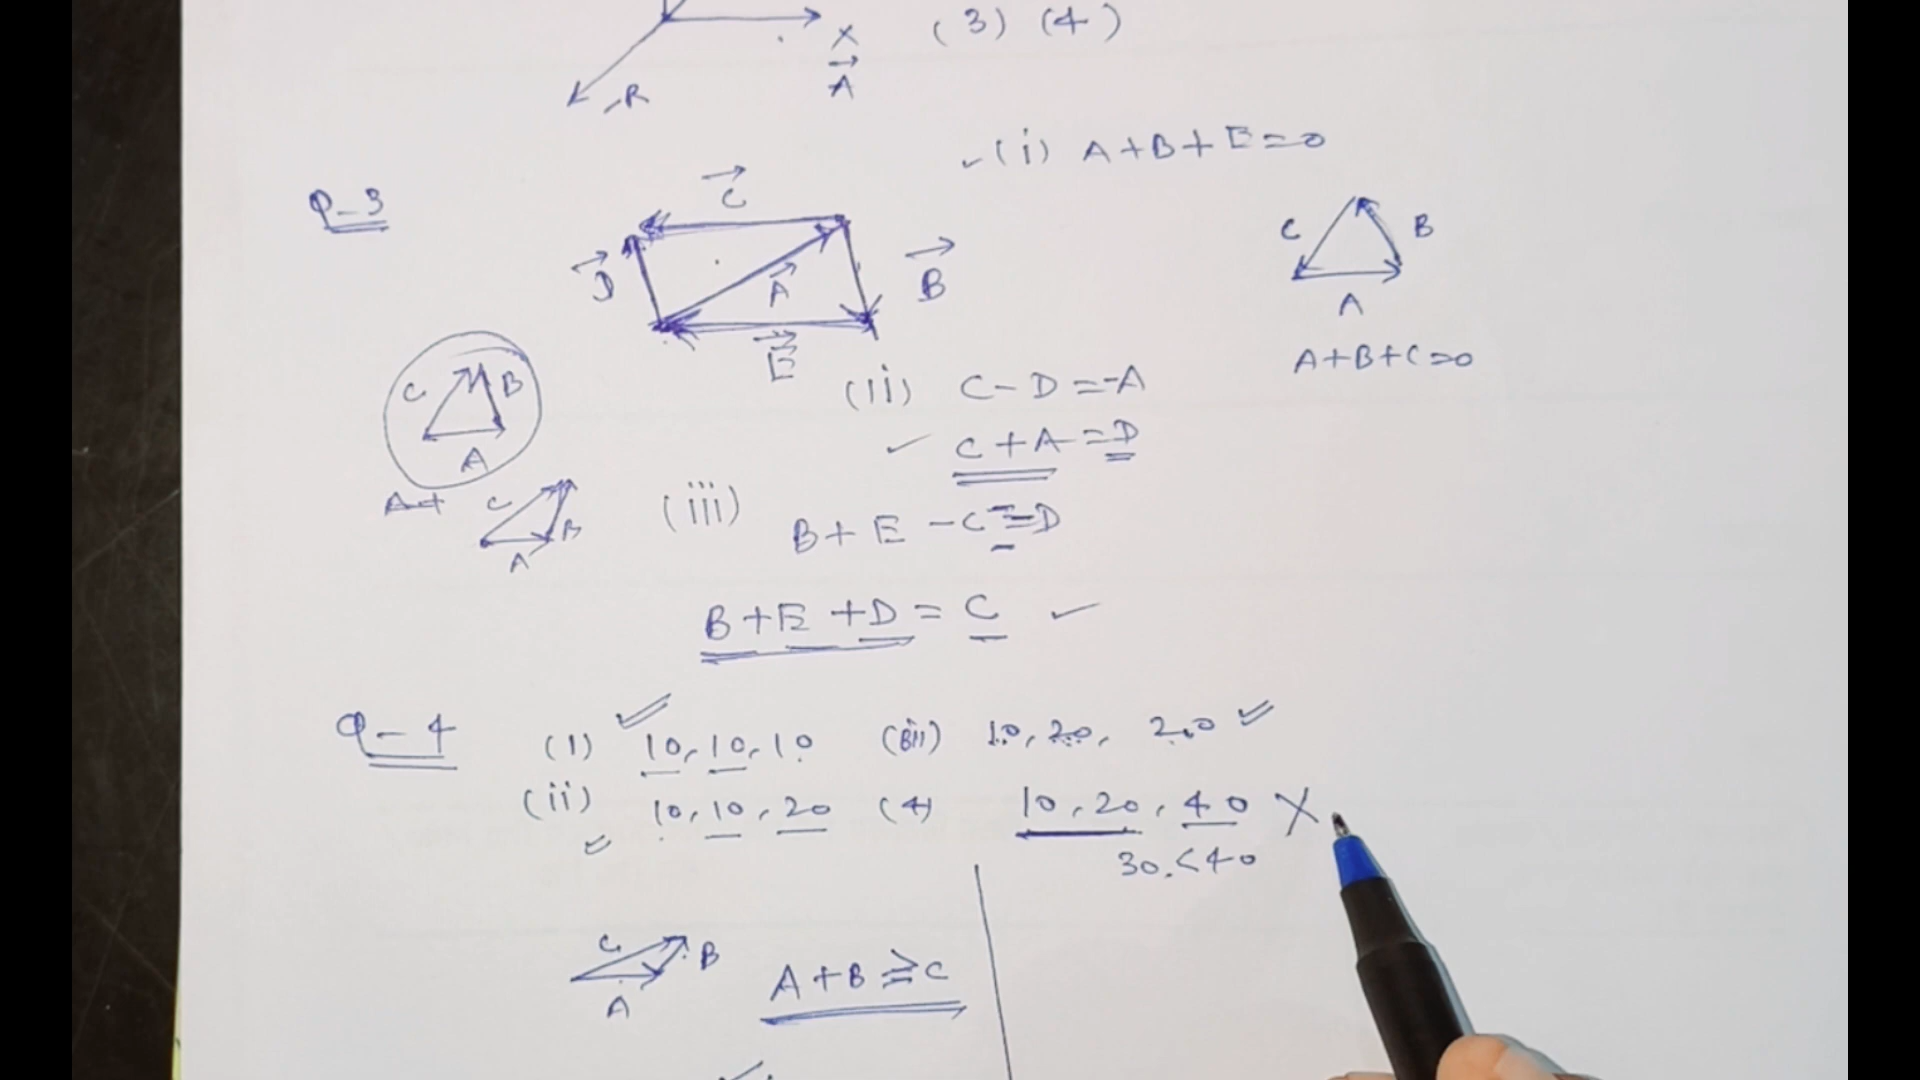 X (3) (4)
A
-R
(i) A+B+E=0
Q-3
C
D
A
B
E
C B
A
A+B+C=0
C B
A
(ii) C-D=-A
C+A=D
A+
C
B
A
(iii) B+E-C=-D
B+E+D=C
Q-4 (1) 10, 10, 10 (iii) 10, 20, 20
(ii) 10, 10, 20 (4) 10, 20, 40 X
30.<40
C
B
A
A+B≥C